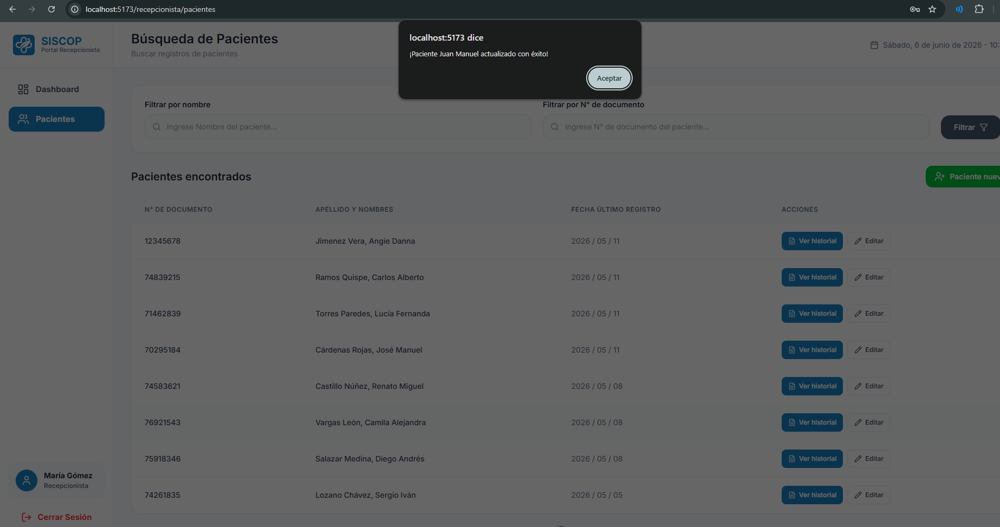 localhost:5173/recepcionista/pacientes
localhost:5173 dice
¡Paciente Juan Manuel actualizado con éxito!
Aceptar
SISCOP
Portal Recepcionista
Búsqueda de Pacientes
Buscar registros de pacientes
Sábado, 6 de junio de 2026 - 10:
Dashboard
Pacientes
Filtrar por nombre
Filtrar por N° de documento
Ingrese Nombre del paciente...
Ingrese N° de documento del paciente...
Filtrar
Pacientes encontrados
Paciente nuev
N° DE DOCUMENTO APELLIDO Y NOMBRES FECHA ÚLTIMO REGISTRO ACCIONES
12345678 Jimenez Vera, Angie Danna 2026 / 05 / 11 Ver historial Editar
74839215 Ramos Quispe, Carlos Alberto 2026 / 05 / 11 Ver historial Editar
71462839 Torres Paredes, Lucía Fernanda 2026 / 05 / 11 Ver historial Editar
70295184 Cárdenas Rojas, José Manuel 2026 / 05 / 11 Ver historial Editar
74583621 Castillo Núñez, Renato Miguel 2026 / 05 / 08 Ver historial Editar
76921543 Vargas León, Camila Alejandra 2026 / 05 / 08 Ver historial Editar
75918346 Salazar Medina, Diego Andrés 2026 / 05 / 08 Ver historial Editar
74261835 Lozano Chávez, Sergio Iván 2026 / 05 / 05 Ver historial Editar
María Gómez
Recepcionista
Cerrar Sesión